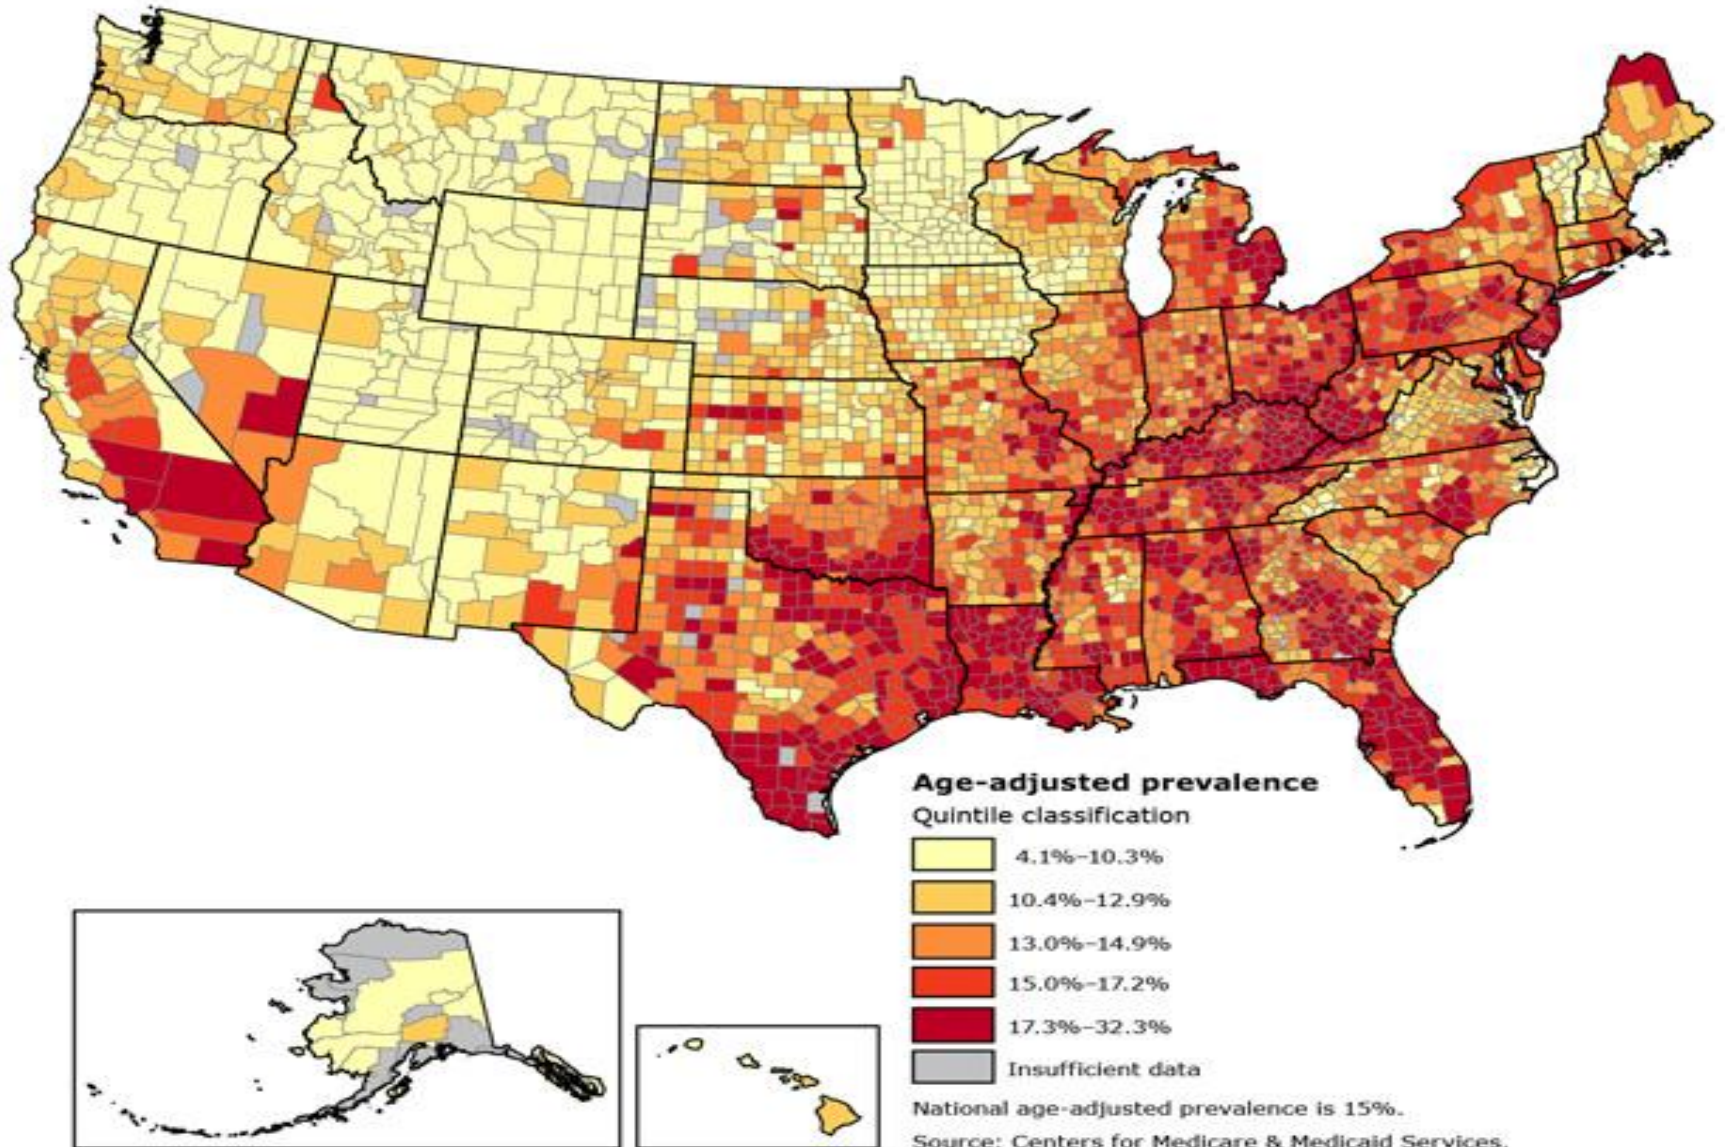 Age-adjusted prevalence
Quintile classification
4.1%–10.3%
10.4%–12.9%
13.0%–14.9%
15.0%–17.2%
17.3%–32.3%
Insufficient data
National age-adjusted prevalence is 15%.
Source: Centers for Medicare & Medicaid Services.